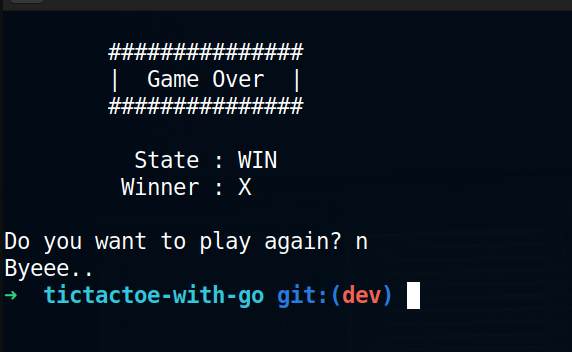 ###############
|  Game Over  |
###############
State : WIN
Winner : X
Do you want to play again? n
Byeee..
➜  tictactoe-with-go git:(dev)